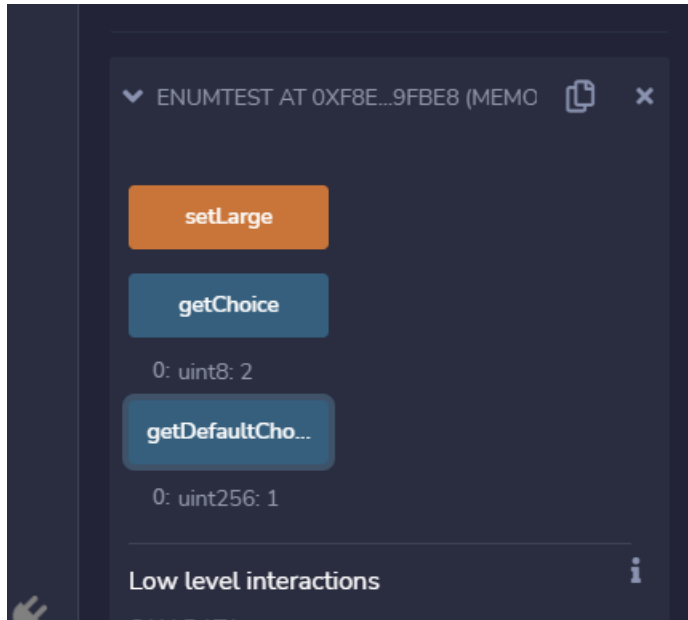 ENUMTEST AT 0XF8E...9FBE8 (MEMO
setLarge
getChoice
0: uint8: 2
getDefaultCho...
0: uint256: 1
Low level interactions